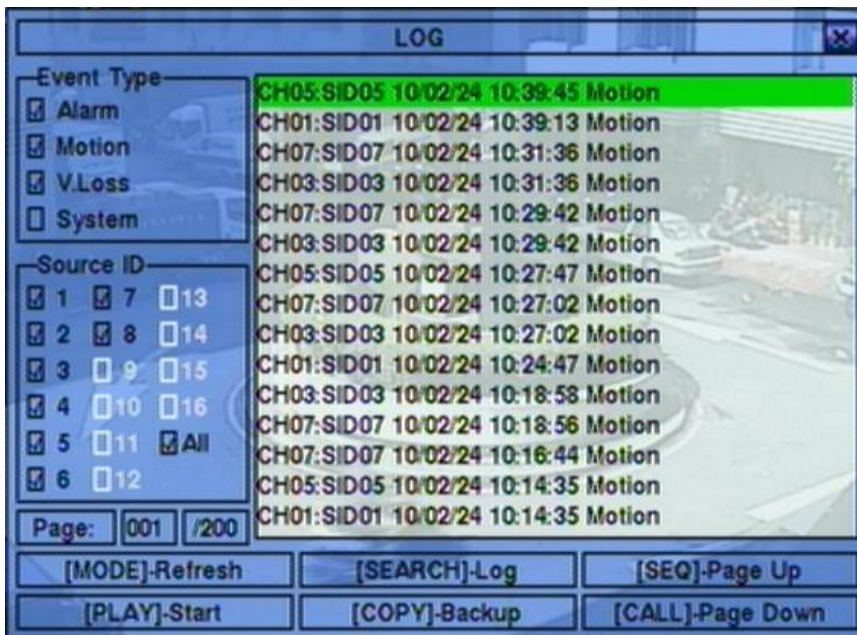 LOG
Event Type
Alarm
Motion
V.Loss
System
Source ID
1 7 13
2 8 14
3 9 15
4 10 16
5 11 All
6 12
Page: 001 /200
CH05:SID05 10/02/24 10:39:45 Motion
CH01:SID01 10/02/24 10:39:13 Motion
CH07:SID07 10/02/24 10:31:36 Motion
CH03:SID03 10/02/24 10:31:36 Motion
CH07:SID07 10/02/24 10:29:42 Motion
CH03:SID03 10/02/24 10:29:42 Motion
CH05:SID05 10/02/24 10:27:47 Motion
CH07:SID07 10/02/24 10:27:02 Motion
CH03:SID03 10/02/24 10:27:02 Motion
CH01:SID01 10/02/24 10:24:47 Motion
CH03:SID03 10/02/24 10:18:58 Motion
CH07:SID07 10/02/24 10:18:56 Motion
CH07:SID07 10/02/24 10:16:44 Motion
CH05:SID05 10/02/24 10:14:35 Motion
CH01:SID01 10/02/24 10:14:35 Motion
[MODE]-Refresh [SEARCH]-Log [SEQ]-Page Up
[PLAY]-Start [COPY]-Backup [CALL]-Page Down